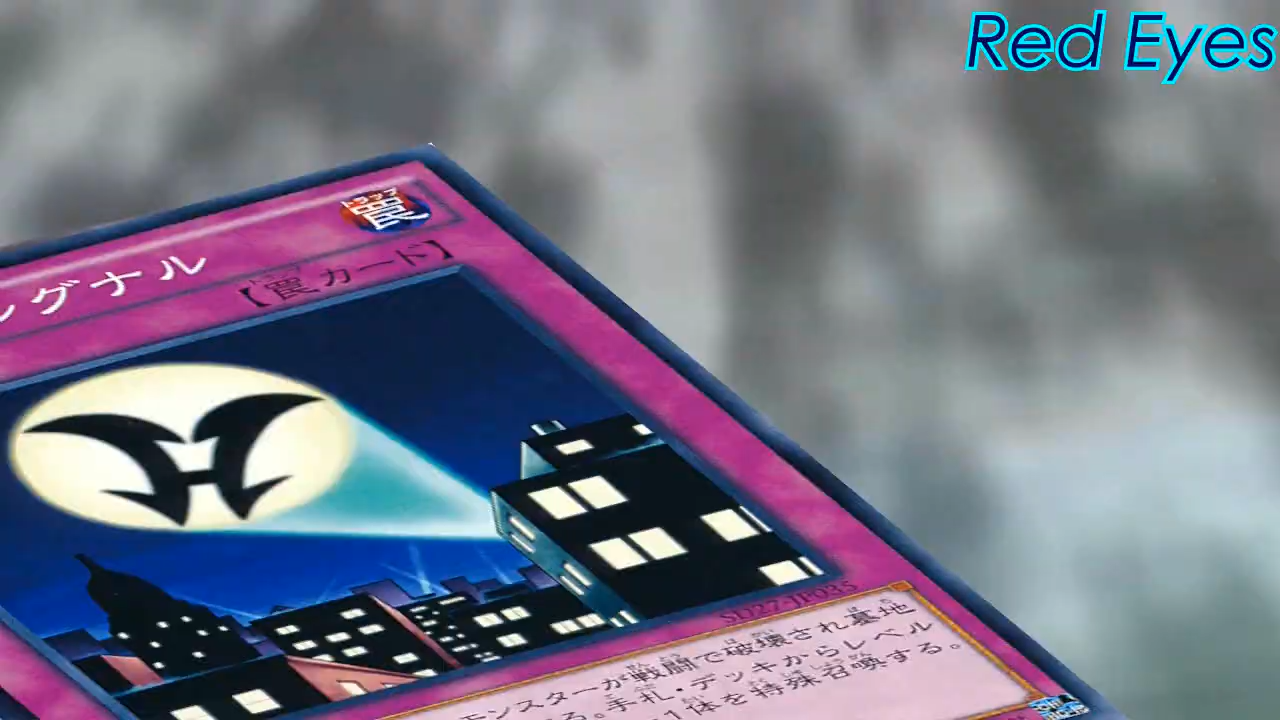 Red Eyes
シグナル
罠
【罠カード】
SD27-JP035
モンスターが戦闘で破壊され墓地
る。手札・デッキからレベル
1体を特殊召喚する。